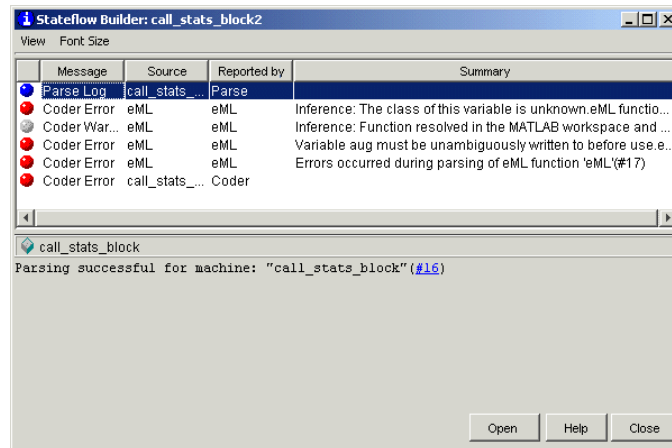 Stateflow Builder: call_stats_block2
View Font Size
Message Source Reported by Summary
Parse Log call_stats_... Parse
Coder Error eML eML Inference: The class of this variable is unknown.eML functio...
Coder War... eML eML Inference: Function resolved in the MATLAB workspace and ...
Coder Error eML eML Variable aug must be unambiguously written to before use.e...
Coder Error eML eML Errors occurred during parsing of eML function 'eML'(#17)
Coder Error call_stats_... Coder
call_stats_block
Parsing successful for machine: "call_stats_block"(#16)
Open Help Close